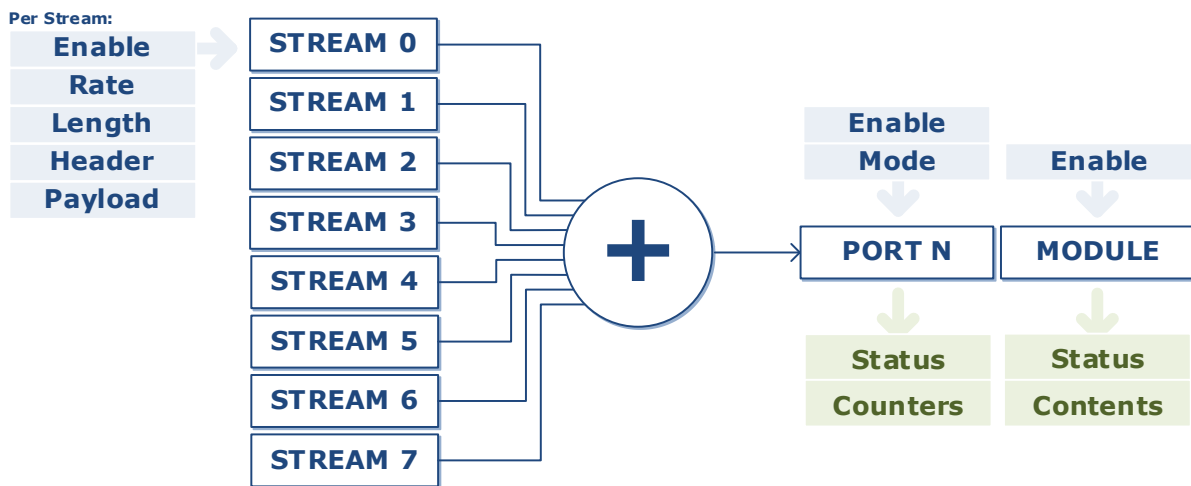 Per Stream:
Enable
Rate
Length
Header
Payload
STREAM 0
STREAM 1
STREAM 2
STREAM 3
STREAM 4
STREAM 5
STREAM 6
STREAM 7
+
Enable
Mode
PORT N
Status
Counters
Enable
MODULE
Status
Contents